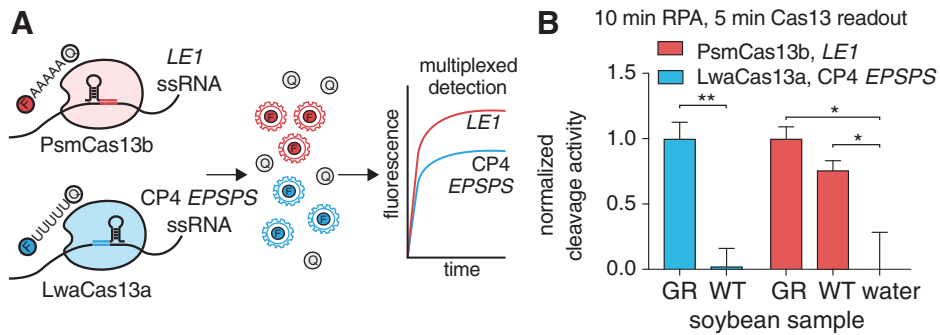 A
F AAAAA Q
LE1
ssRNA
PsmCas13b
F UUUUU Q
CP4 EPSPS
ssRNA
LwaCas13a
Q
Q
F
F
F
Q
Q
F
F
F
Q
multiplexed
detection
LE1
CP4
EPSPS
fluorescence
time
B
10 min RPA, 5 min Cas13 readout
PsmCas13b, LE1
LwaCas13a, CP4 EPSPS
normalized
cleavage activity
1.5
1.0
0.5
0.0
**
*
*
GR WT GR WT water
soybean sample